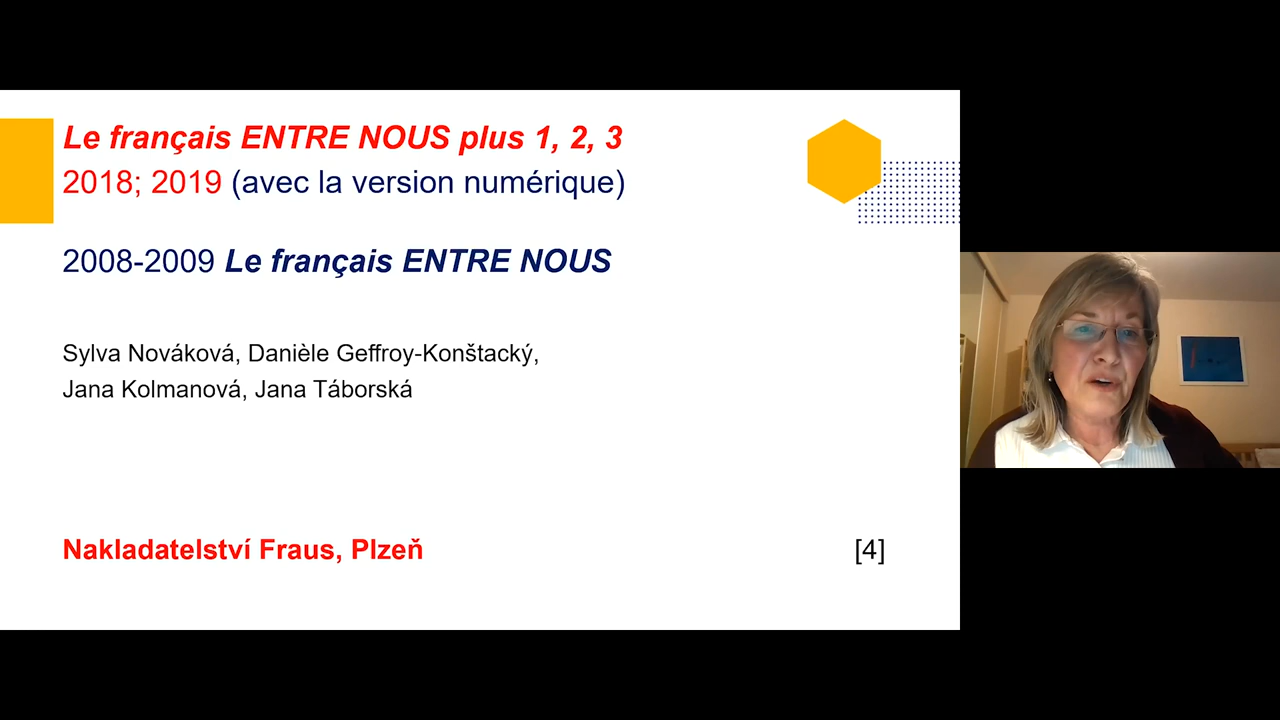 Le français ENTRE NOUS plus 1, 2, 3
2018; 2019 (avec la version numérique)
2008-2009 Le français ENTRE NOUS
Sylva Nováková, Danièle Geffroy-Konštacký,
Jana Kolmanová, Jana Táborská
Nakladatelství Fraus, Plzeň
[4]